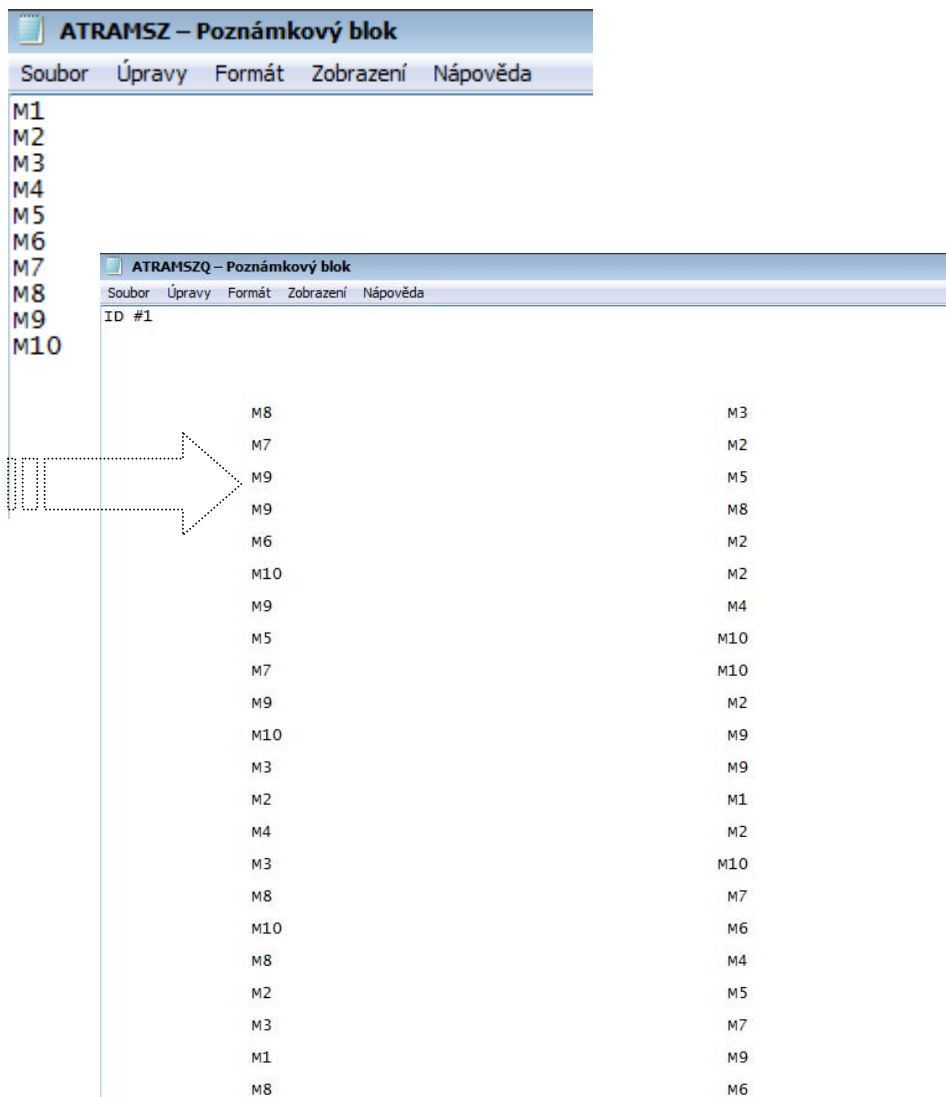 ATRAMSZ – Poznámkový blok
Soubor Úpravy Formát Zobrazení Nápověda
M1
M2
M3
M4
M5
M6
M7
M8
M9
M10
ATRAMSZQ – Poznámkový blok
Soubor Úpravy Formát Zobrazení Nápověda
ID #1
M8 M3
M7 M2
M9 M5
M9 M8
M6 M2
M10 M2
M9 M4
M5 M10
M7 M10
M9 M2
M10 M9
M3 M9
M2 M1
M4 M2
M3 M10
M8 M7
M10 M6
M8 M4
M2 M5
M3 M7
M1 M9
M8 M6